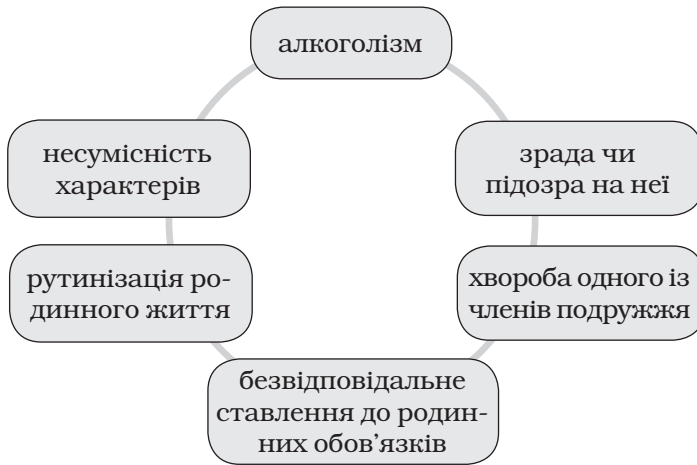 алкоголізм
несумісність
характерів
зрада чи
підозра на неї
рутинізація ро-
динного життя
хвороба одного із
членів подружжя
безвідповідальне
ставлення до родин-
них обов’язків